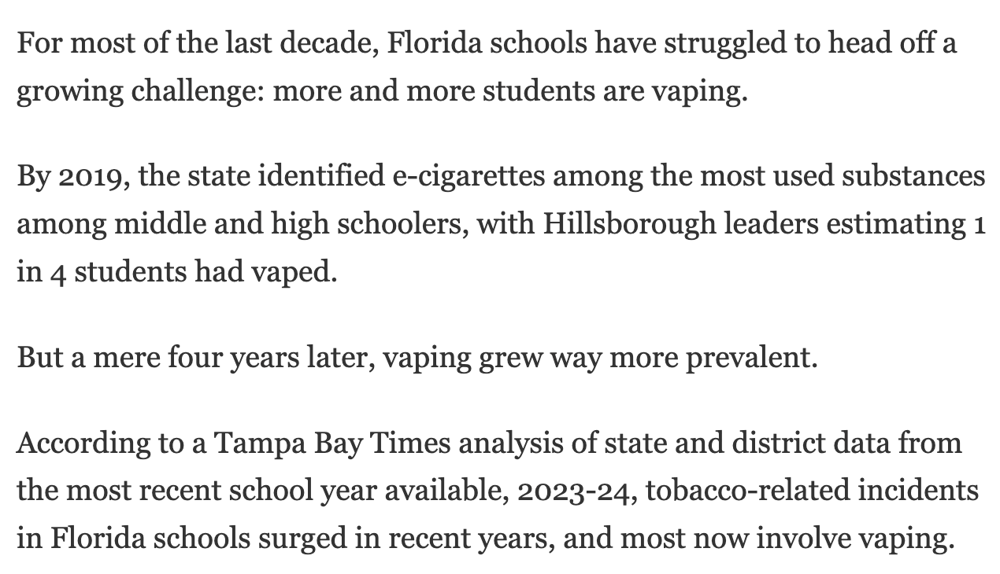 For most of the last decade, Florida schools have struggled to head off a
growing challenge: more and more students are vaping.
By 2019, the state identified e-cigarettes among the most used substances
among middle and high schoolers, with Hillsborough leaders estimating 1
in 4 students had vaped.
But a mere four years later, vaping grew way more prevalent.
According to a Tampa Bay Times analysis of state and district data from
the most recent school year available, 2023-24, tobacco-related incidents
in Florida schools surged in recent years, and most now involve vaping.